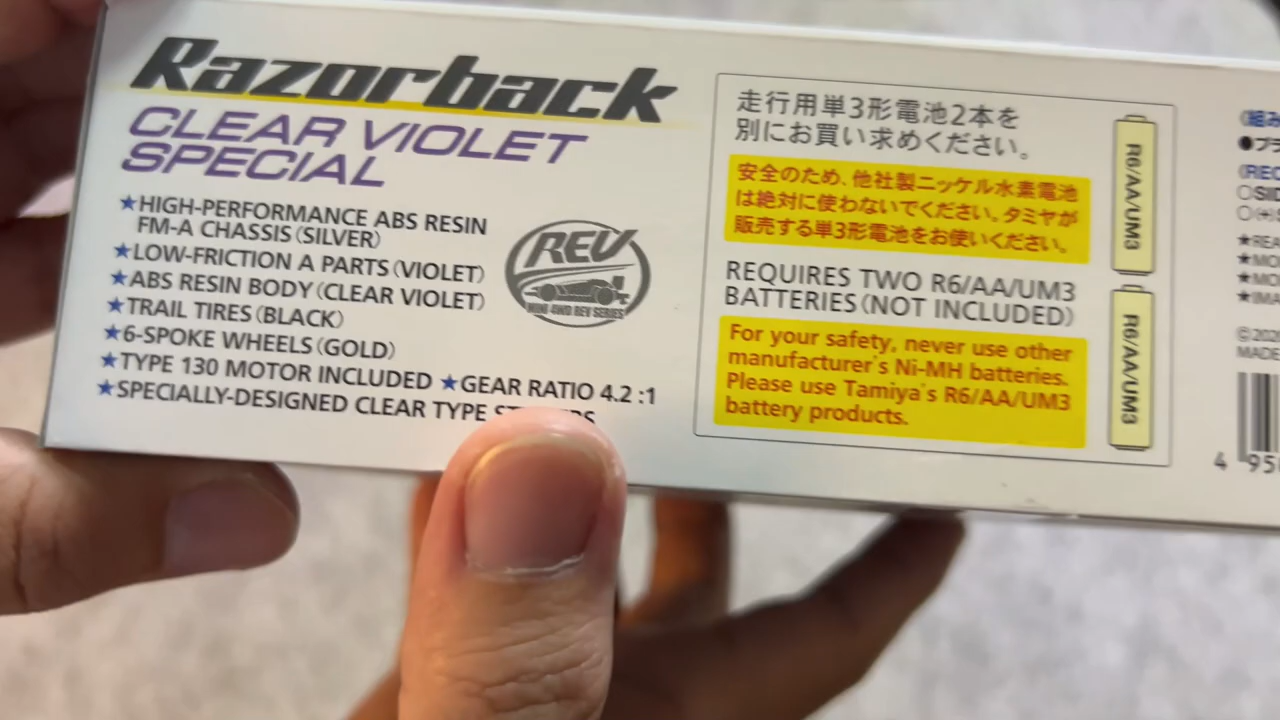 Razorback
CLEAR VIOLET
SPECIAL
★HIGH-PERFORMANCE ABS RESIN
FM-A CHASSIS (SILVER)
★LOW-FRICTION A PARTS (VIOLET)
★ABS RESIN BODY (CLEAR VIOLET)
★TRAIL TIRES (BLACK)
★6-SPOKE WHEELS (GOLD)
★TYPE 130 MOTOR INCLUDED ★GEAR RATIO 4.2 :1
★SPECIALLY-DESIGNED CLEAR TYPE
REV
MINI 4WD REV SERIES
走行用単3形電池2本を
別にお買い求めください。
安全のため、他社製ニッケル水素電池
は絶対に使わないでください。タミヤが
販売する単3形電池をお使いください。
REQUIRES TWO R6/AA/UM3
BATTERIES (NOT INCLUDED)
For your safety, never use other
manufacturer's Ni-MH batteries.
Please use Tamiya's R6/AA/UM3
battery products.
R6/AA/UM3
R6/AA/UM3
4 950